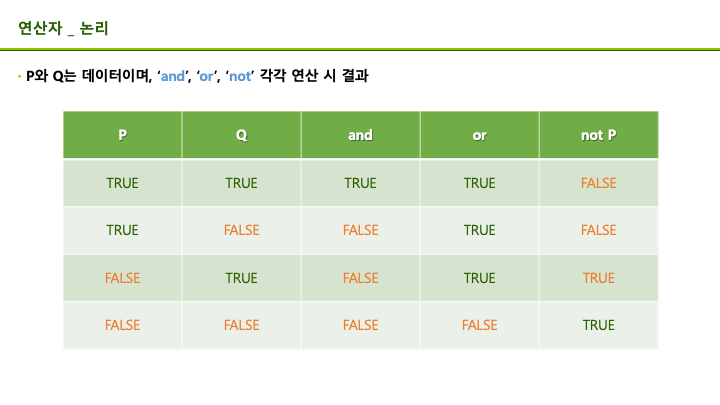 연산자 _ 논리
· P와 Q는 데이터이며, ‘and’, ‘or’, ‘not’ 각각 연산 시 결과
P Q and or not P
TRUE TRUE TRUE TRUE FALSE
TRUE FALSE FALSE TRUE FALSE
FALSE TRUE FALSE TRUE TRUE
FALSE FALSE FALSE FALSE TRUE